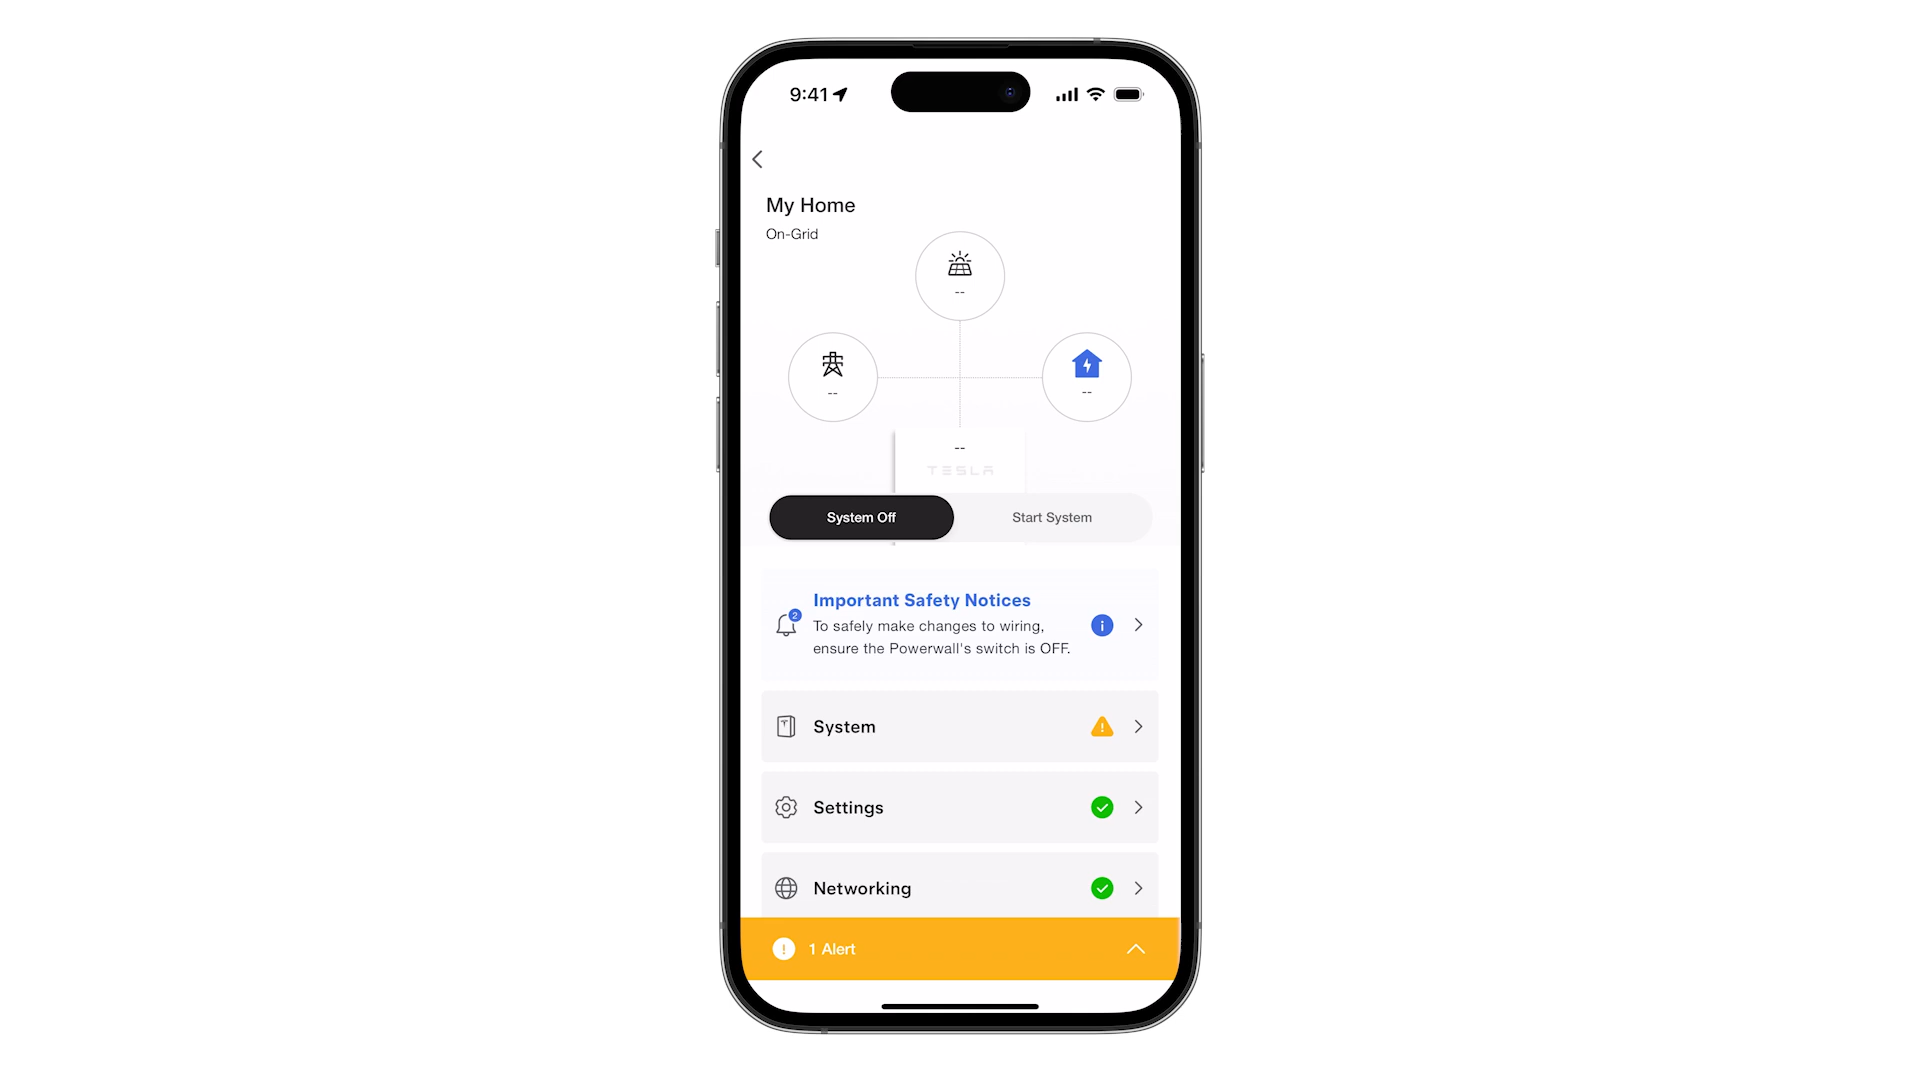 9:41
My Home
On-Grid
--
--
--
--
TESLA
System Off
Start System
2
Important Safety Notices
To safely make changes to wiring,
ensure the Powerwall's switch is OFF.
System
Settings
Networking
1 Alert